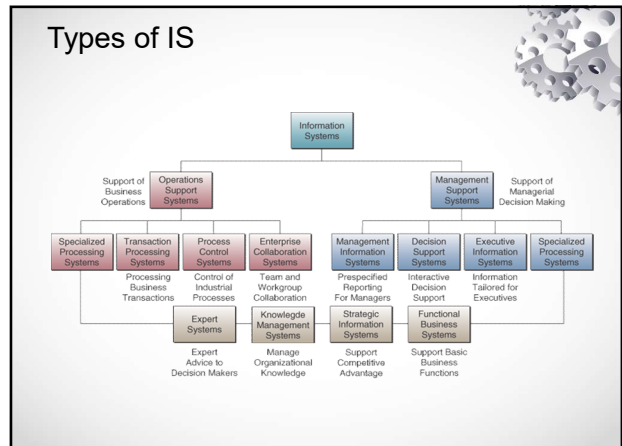 Types of IS
Information
Systems
Support of
Business
Operations
Operations
Support
Systems
Management
Support
Systems
Support of
Managerial
Decision Making
Specialized
Processing
Systems
Transaction
Processing
Systems
Process
Control
Systems
Enterprise
Collaboration
Systems
Management
Information
Systems
Decision
Support
Systems
Executive
Information
Systems
Specialized
Processing
Systems
Processing
Business
Transactions
Control of
Industrial
Processes
Team and
Workgroup
Collaboration
Prespecified
Reporting
For Managers
Interactive
Decision
Support
Information
Tailored for
Executives
Expert
Systems
Knowlegde
Management
Systems
Strategic
Information
Systems
Functional
Business
Systems
Expert
Advice to
Decision Makers
Manage
Organizational
Knowledge
Support
Competitive
Advantage
Support Basic
Business
Functions